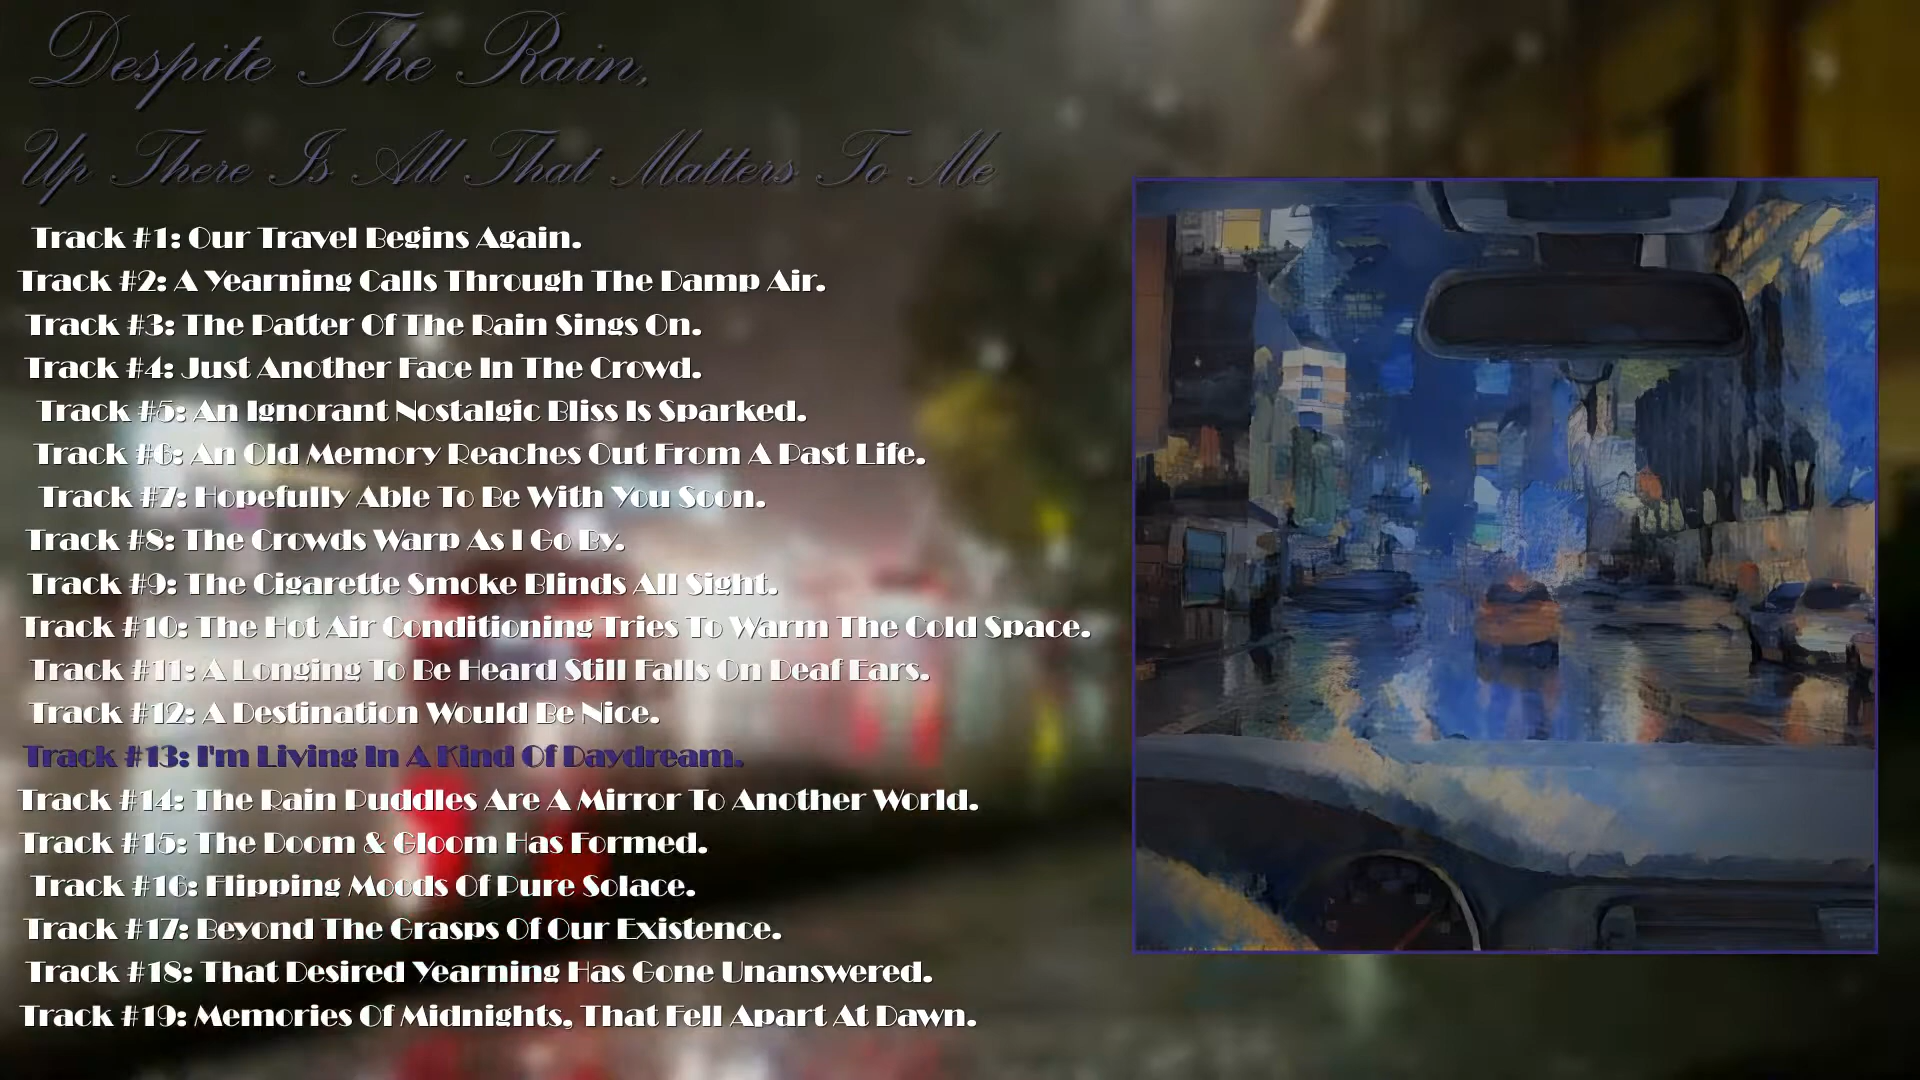 Despite The Rain,
Up There Is All That Matters To Me
Track #1: Our Travel Begins Again.
Track #2: A Yearning Calls Through The Damp Air.
Track #3: The Patter Of The Rain Sings On.
Track #4: Just Another Face In The Crowd.
Track #5: An Ignorant Nostalgic Bliss Is Sparked.
Track #6: An Old Memory Reaches Out From A Past Life.
Track #7: Hopefully Able To Be With You Soon.
Track #8: The Crowds Warp As I Go By.
Track #9: The Cigarette Smoke Blinds All Sight.
Track #10: The Hot Air Conditioning Tries To Warm The Cold Space.
Track #11: A Longing To Be Heard Still Falls On Deaf Ears.
Track #12: A Destination Would Be Nice.
Track #13: I'm Living In A Kind Of Daydream.
Track #14: The Rain Puddles Are A Mirror To Another World.
Track #15: The Doom & Gloom Has Formed.
Track #16: Flipping Moods Of Pure Solace.
Track #17: Beyond The Grasps Of Our Existence.
Track #18: That Desired Yearning Has Gone Unanswered.
Track #19: Memories Of Midnights, That Fell Apart At Dawn.